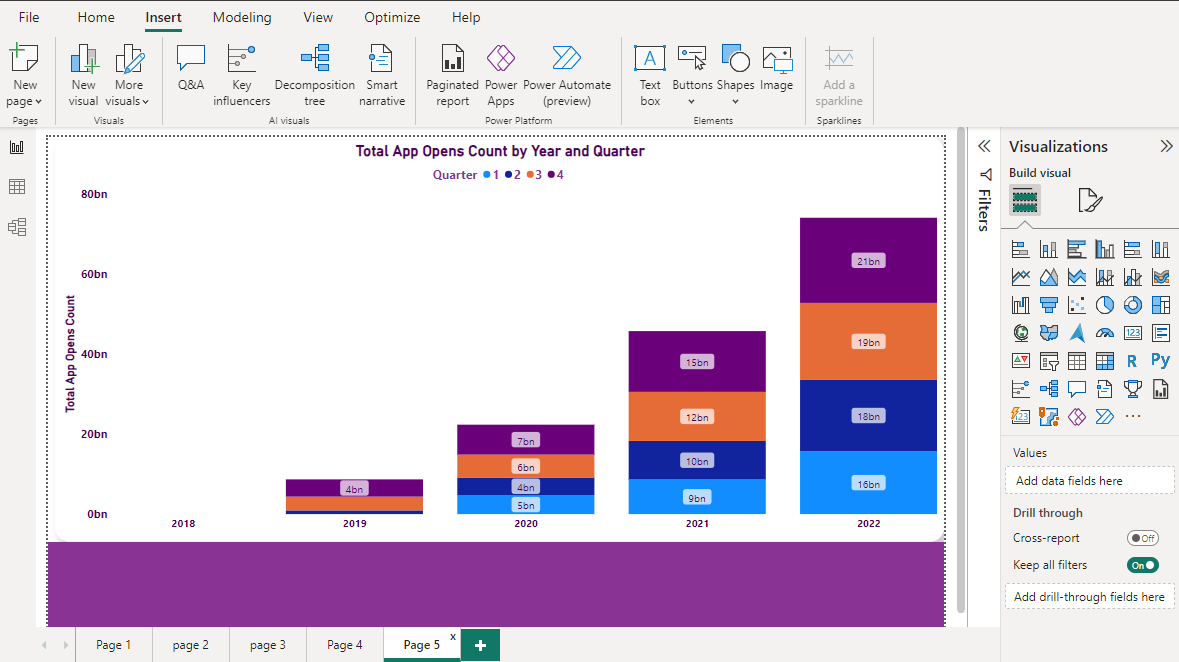 File Home Insert Modeling View Optimize Help
New page
New visual
More visuals
Q&A
Key influencers
Decomposition tree
Smart narrative
Paginated report
Power Apps
Power Automate (preview)
Text box
Buttons
Shapes
Image
Add a sparkline
Pages Visuals AI visuals Power Platform Elements Sparklines
Total App Opens Count by Year and Quarter
Quarter 1 2 3 4
Total App Opens Count
80bn
60bn
40bn
20bn
0bn
4bn
7bn
6bn
4bn
5bn
15bn
12bn
10bn
9bn
21bn
19bn
18bn
16bn
2018 2019 2020 2021 2022
Filters
Visualizations
Build visual
123
R Py
123
...
Values
Add data fields here
Drill through
Cross-report Off
Keep all filters On
Add drill-through fields here
Page 1 page 2 page 3 Page 4 Page 5 x +